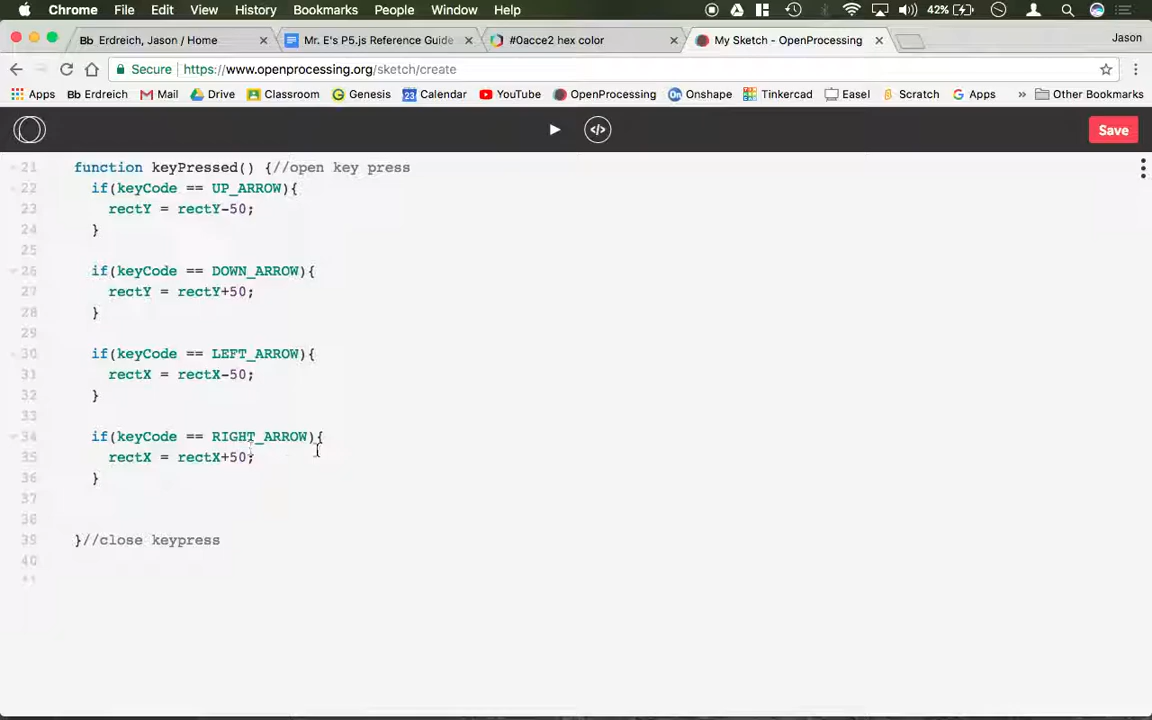 Chrome File Edit View History Bookmarks People Window Help 42%
Bb Erdreich, Jason / Home × Mr. E's P5.js Reference Guide × #0acce2 hex color × My Sketch - OpenProcessing × Jason
Secure https://www.openprocessing.org/sketch/create
Apps Bb Erdreich Mail Drive Classroom Genesis 23 Calendar YouTube OpenProcessing Onshape Tinkercad Easel Scratch Apps » Other Bookmarks
</> Save
21 function keyPressed() {//open key press
22 if(keyCode == UP_ARROW){
23 rectY = rectY-50;
24 }
25
26 if(keyCode == DOWN_ARROW){
27 rectY = rectY+50;
28 }
29
30 if(keyCode == LEFT_ARROW){
31 rectX = rectX-50;
32 }
33
34 if(keyCode == RIGHT_ARROW){
35 rectX = rectX+50;
36 }
37
38
39 }//close keypress
40